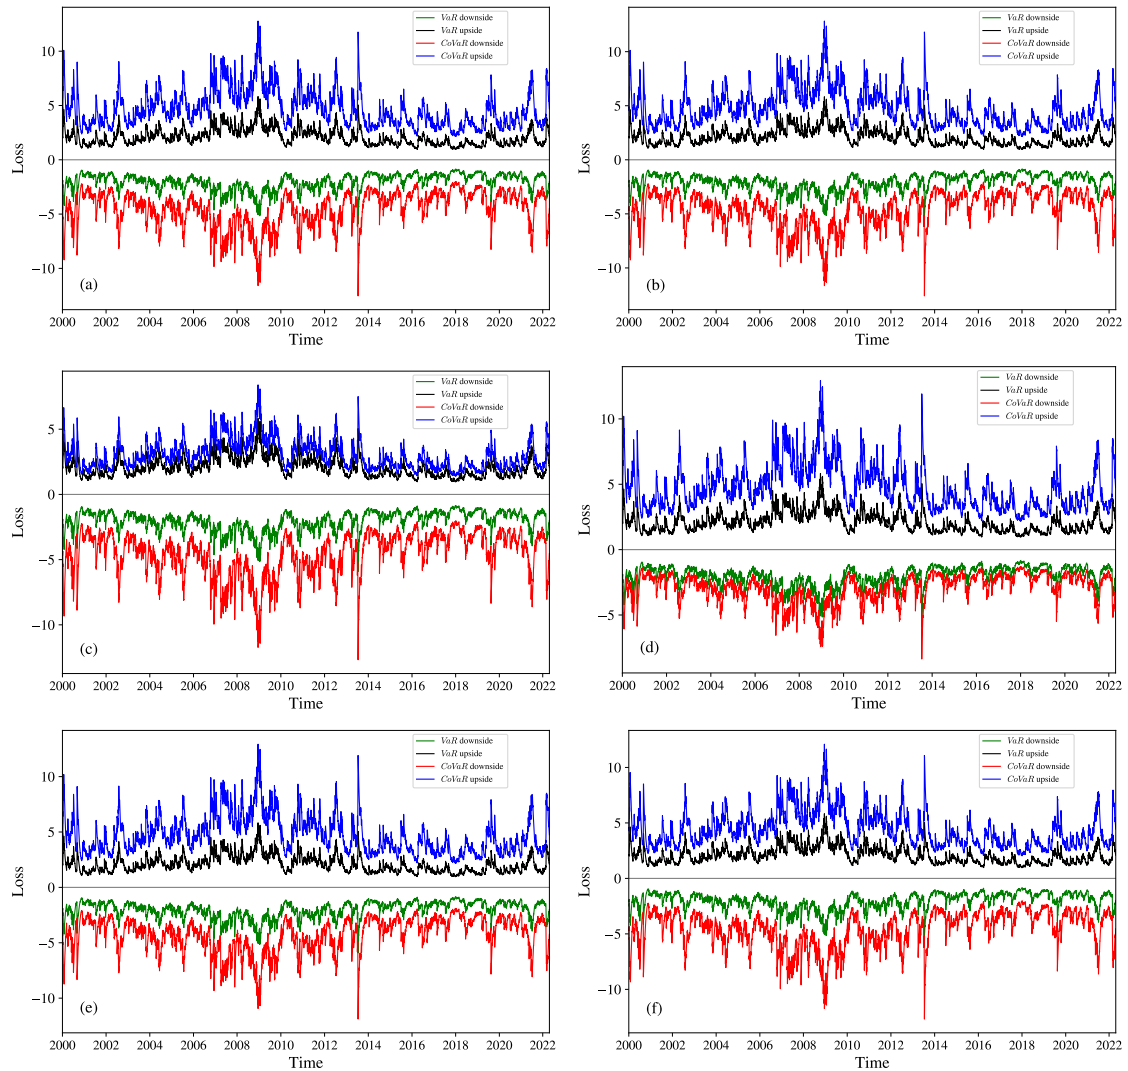 VaR downside
VaR upside
CoVaR downside
CoVaR upside
10
5
0
−5
−10
Loss
(a)
2000 2002 2004 2006 2008 2010 2012 2014 2016 2018 2020 2022
Time
VaR downside
VaR upside
CoVaR downside
CoVaR upside
10
5
0
−5
−10
Loss
(b)
2000 2002 2004 2006 2008 2010 2012 2014 2016 2018 2020 2022
Time
VaR downside
VaR upside
CoVaR downside
CoVaR upside
5
0
−5
−10
Loss
(c)
2000 2002 2004 2006 2008 2010 2012 2014 2016 2018 2020 2022
Time
VaR downside
VaR upside
CoVaR downside
CoVaR upside
10
5
0
−5
Loss
(d)
2000 2002 2004 2006 2008 2010 2012 2014 2016 2018 2020 2022
Time
VaR downside
VaR upside
CoVaR downside
CoVaR upside
10
5
0
−5
−10
Loss
(e)
2000 2002 2004 2006 2008 2010 2012 2014 2016 2018 2020 2022
Time
VaR downside
VaR upside
CoVaR downside
CoVaR upside
10
5
0
−5
−10
Loss
(f)
2000 2002 2004 2006 2008 2010 2012 2014 2016 2018 2020 2022
Time